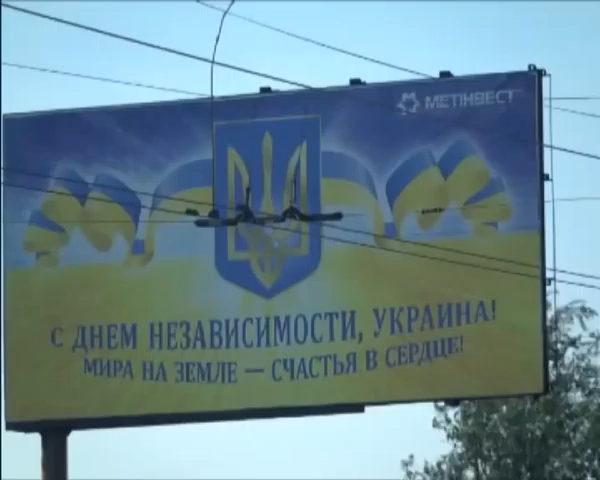 МЕТІНВЕСТ
С ДНЕМ НЕЗАВИСИМОСТИ, УКРАИНА!
МИРА НА ЗЕМЛЕ — СЧАСТЬЯ В СЕРДЦЕ!